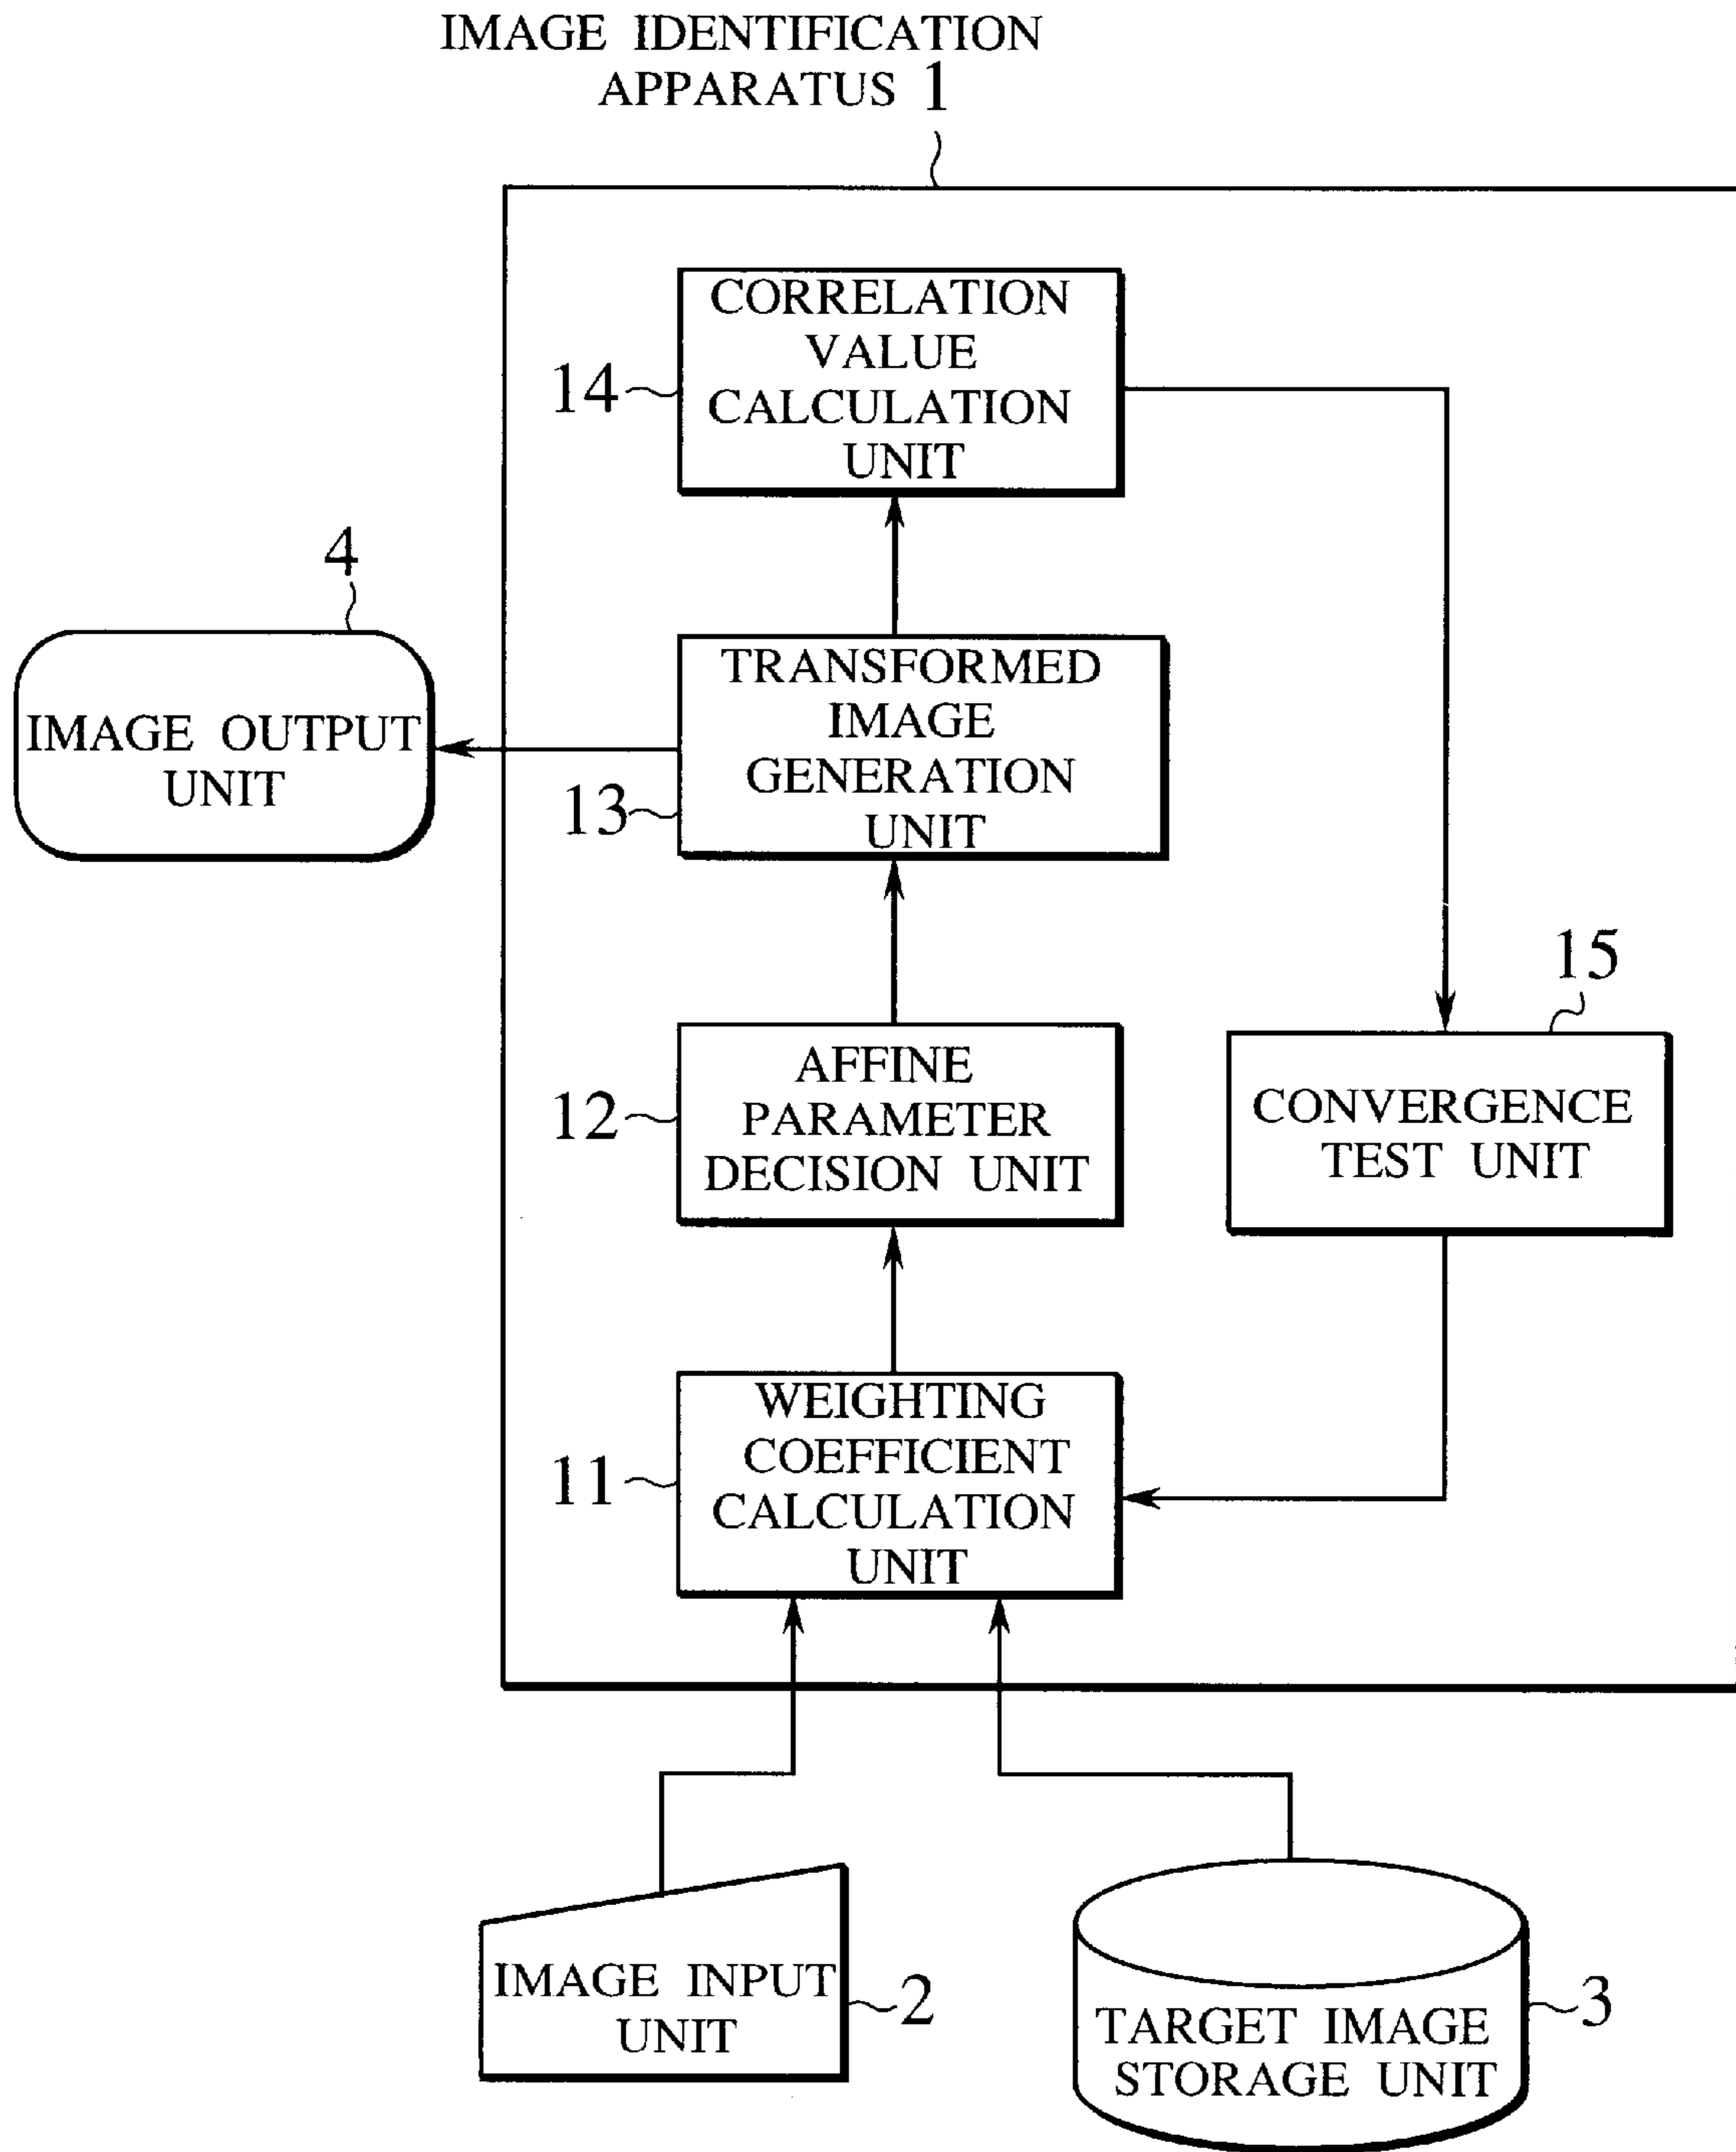 IMAGE IDENTIFICATION
APPARATUS 1
CORRELATION
VALUE
CALCULATION
UNIT
14
4
IMAGE OUTPUT
UNIT
TRANSFORMED
IMAGE
GENERATION
UNIT
13
15
AFFINE
PARAMETER
DECISION UNIT
12
CONVERGENCE
TEST UNIT
WEIGHTING
COEFFICIENT
CALCULATION
UNIT
11
IMAGE INPUT
UNIT
2
TARGET IMAGE
STORAGE UNIT
3